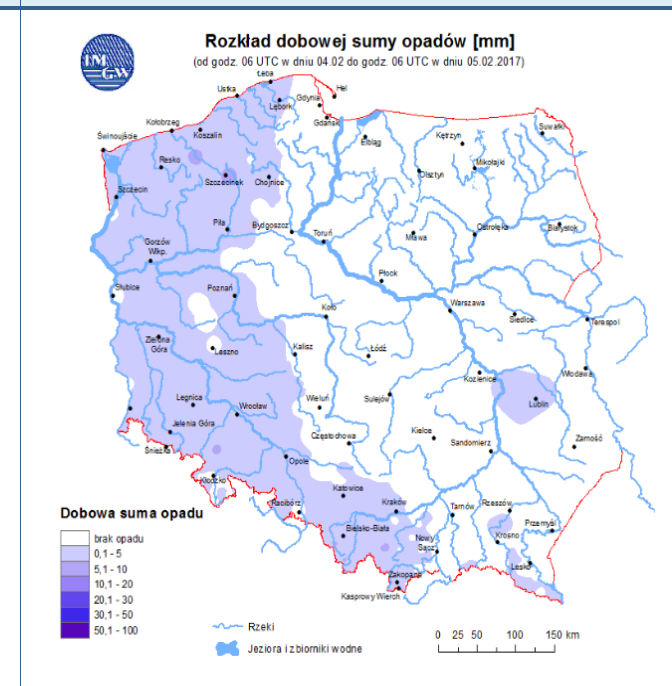 IM
GW
Rozkład dobowej sumy opadów [mm]
(od godz. 06 UTC w dniu 04.02 do godz. 06 UTC w dniu 05.02.2017)
Łeba
Ustka
Hel
Lębork
Gdynia
Gdańsk
Kołobrzeg
Koszalin
Świnoujście
Elbląg
Kętrzyn
Suwałki
Resko
Szczecinek
Chojnice
Olsztyn
Mikołajki
Szczecin
Piła
Bydgoszcz
Toruń
Mława
Ostrołęka
Białystok
Gorzów
Wlkp.
Płock
Słubice
Poznań
Koło
Warszawa
Siedlce
Terespol
Zielona
Góra
Leszno
Kalisz
Łódź
Kozienice
Włodawa
Legnica
Wrocław
Wieluń
Sulejów
Lublin
Jelenia Góra
Częstochowa
Kielce
Sandomierz
Zamość
Śnieżka
Opole
Kłodzko
Katowice
Racibórz
Kraków
Tarnów
Rzeszów
Przemyśl
Bielsko-Biała
Nowy
Sącz
Krosno
Lesko
Zakopane
Kasprowy Wierch
Dobowa suma opadu
brak opadu
0,1 - 5
5,1 - 10
10,1 - 20
20,1 - 30
30,1 - 50
50,1 - 100
Rzeki
Jeziora i zbiorniki wodne
0 25 50 100 150 km